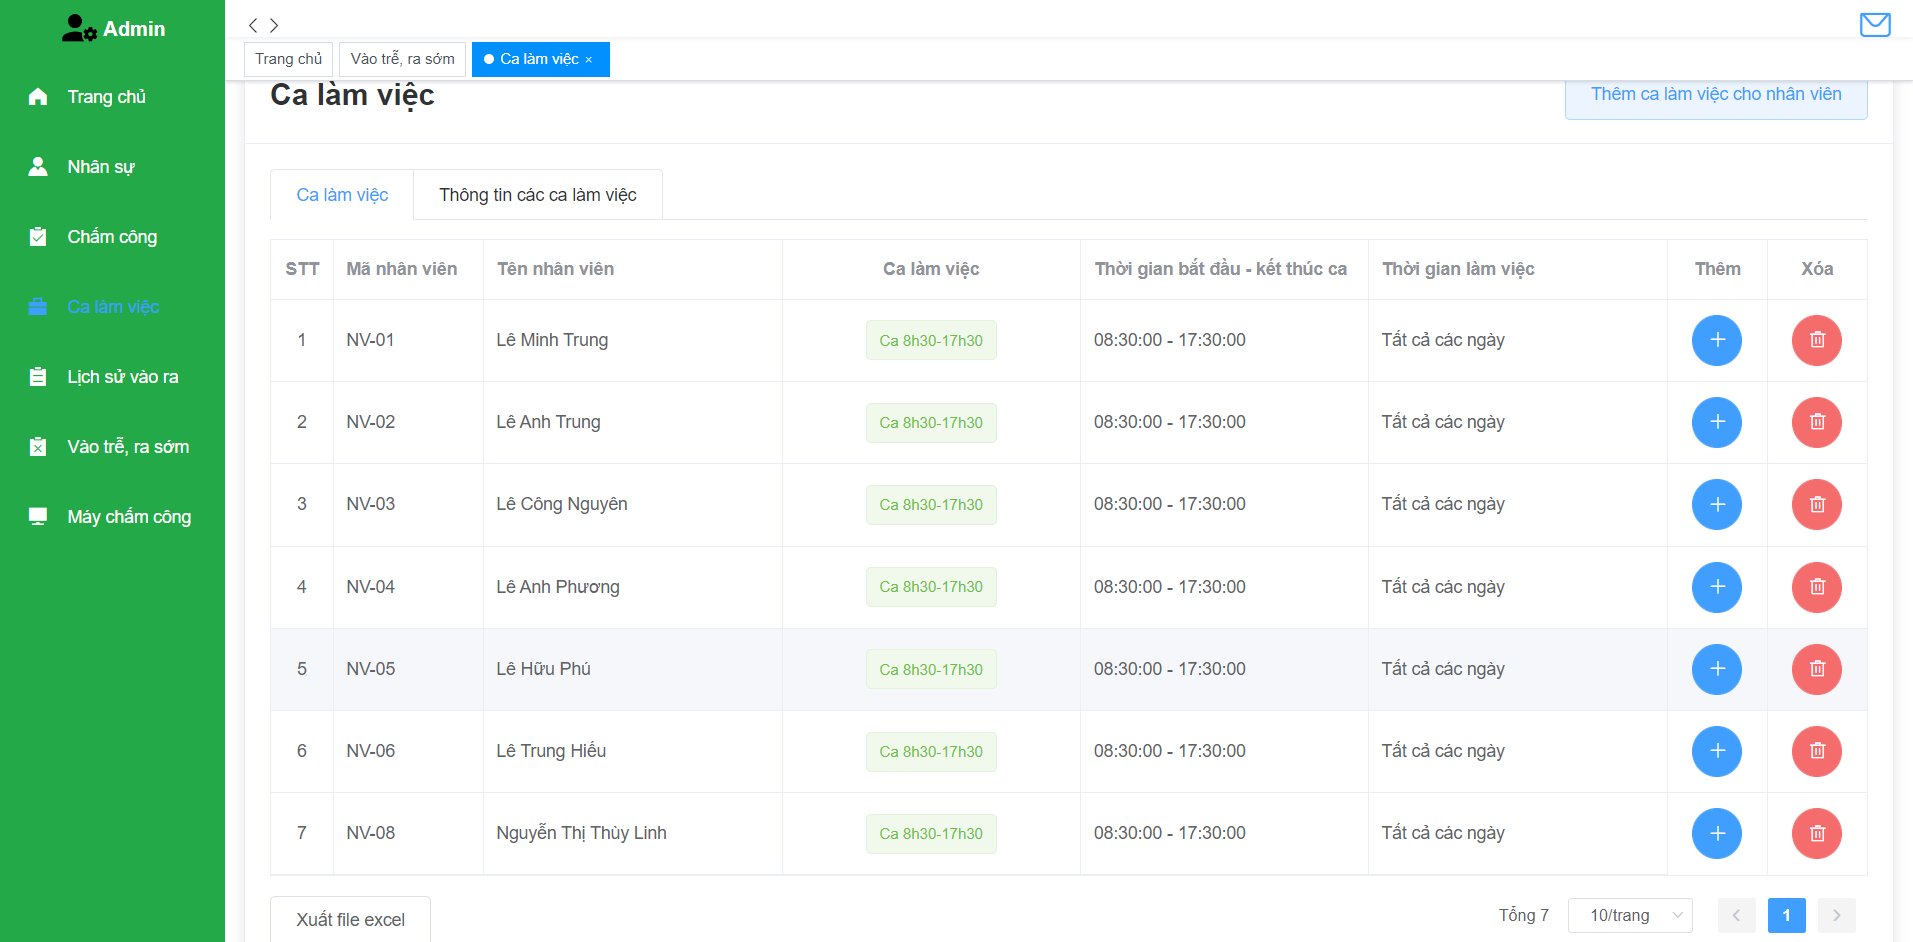 Admin
Trang chủ
Nhân sự
Chấm công
Ca làm việc
Lịch sử vào ra
Vào trễ, ra sớm
Máy chấm công
Trang chủ Vào trễ, ra sớm Ca làm việc ×
Ca làm việc Thêm ca làm việc cho nhân viên
Ca làm việc Thông tin các ca làm việc
STT Mã nhân viên Tên nhân viên Ca làm việc Thời gian bắt đầu - kết thúc ca Thời gian làm việc Thêm Xóa
1 NV-01 Lê Minh Trung Ca 8h30-17h30 08:30:00 - 17:30:00 Tất cả các ngày
2 NV-02 Lê Anh Trung Ca 8h30-17h30 08:30:00 - 17:30:00 Tất cả các ngày
3 NV-03 Lê Công Nguyên Ca 8h30-17h30 08:30:00 - 17:30:00 Tất cả các ngày
4 NV-04 Lê Anh Phương Ca 8h30-17h30 08:30:00 - 17:30:00 Tất cả các ngày
5 NV-05 Lê Hữu Phú Ca 8h30-17h30 08:30:00 - 17:30:00 Tất cả các ngày
6 NV-06 Lê Trung Hiếu Ca 8h30-17h30 08:30:00 - 17:30:00 Tất cả các ngày
7 NV-08 Nguyễn Thị Thùy Linh Ca 8h30-17h30 08:30:00 - 17:30:00 Tất cả các ngày
Xuất file excel Tổng 7 10/trang 1